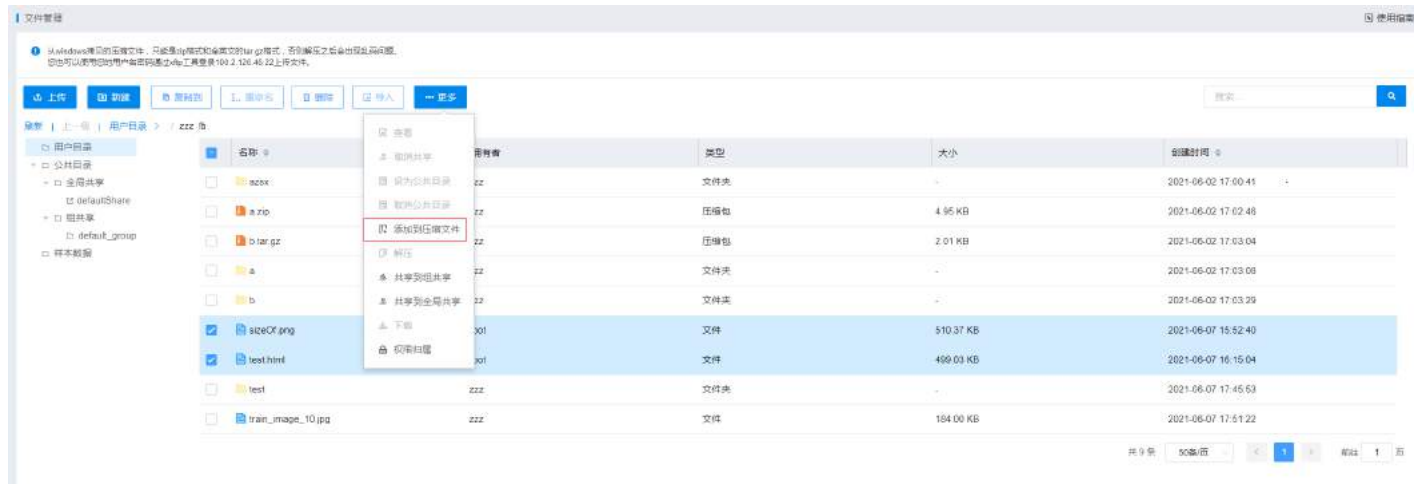 文件管理
使用指南
从windows拷贝的压缩文件，只能是zip格式和全英文的tar.gz格式，否则解压之后会出现乱码问题。
您也可以使用您的用户名密码通过xftp工具登录100.2.126.45:22上传文件。
上传 新建 复制到 重命名 删除 导入 更多 搜索
刷新 | 上一级 | 用户目录 > / zzz fb
用户目录
公共目录
全局共享
defaultShare
组共享
default_group
样本数据
查看
取消共享
设为公共目录
取消公共目录
添加到压缩文件
解压
共享到组共享
共享到全局共享
下载
权限归属
名称 拥有者 类型 大小 创建时间
azsx zz 文件夹 - 2021-06-02 17:00:41
a.zip zz 压缩包 4.95 KB 2021-06-02 17:02:46
b.tar.gz zz 压缩包 2.01 KB 2021-06-02 17:03:04
a zz 文件夹 - 2021-06-02 17:03:08
b zz 文件夹 - 2021-06-02 17:03:29
sizeOf.png oot 文件 510.37 KB 2021-06-07 15:52:40
test.html oot 文件 499.03 KB 2021-06-07 16:15:04
test zzz 文件夹 - 2021-06-07 17:45:53
train_image_10.jpg zzz 文件 184.00 KB 2021-06-07 17:51:22
共 9 条 50条/页 < 1 > 前往 1 页